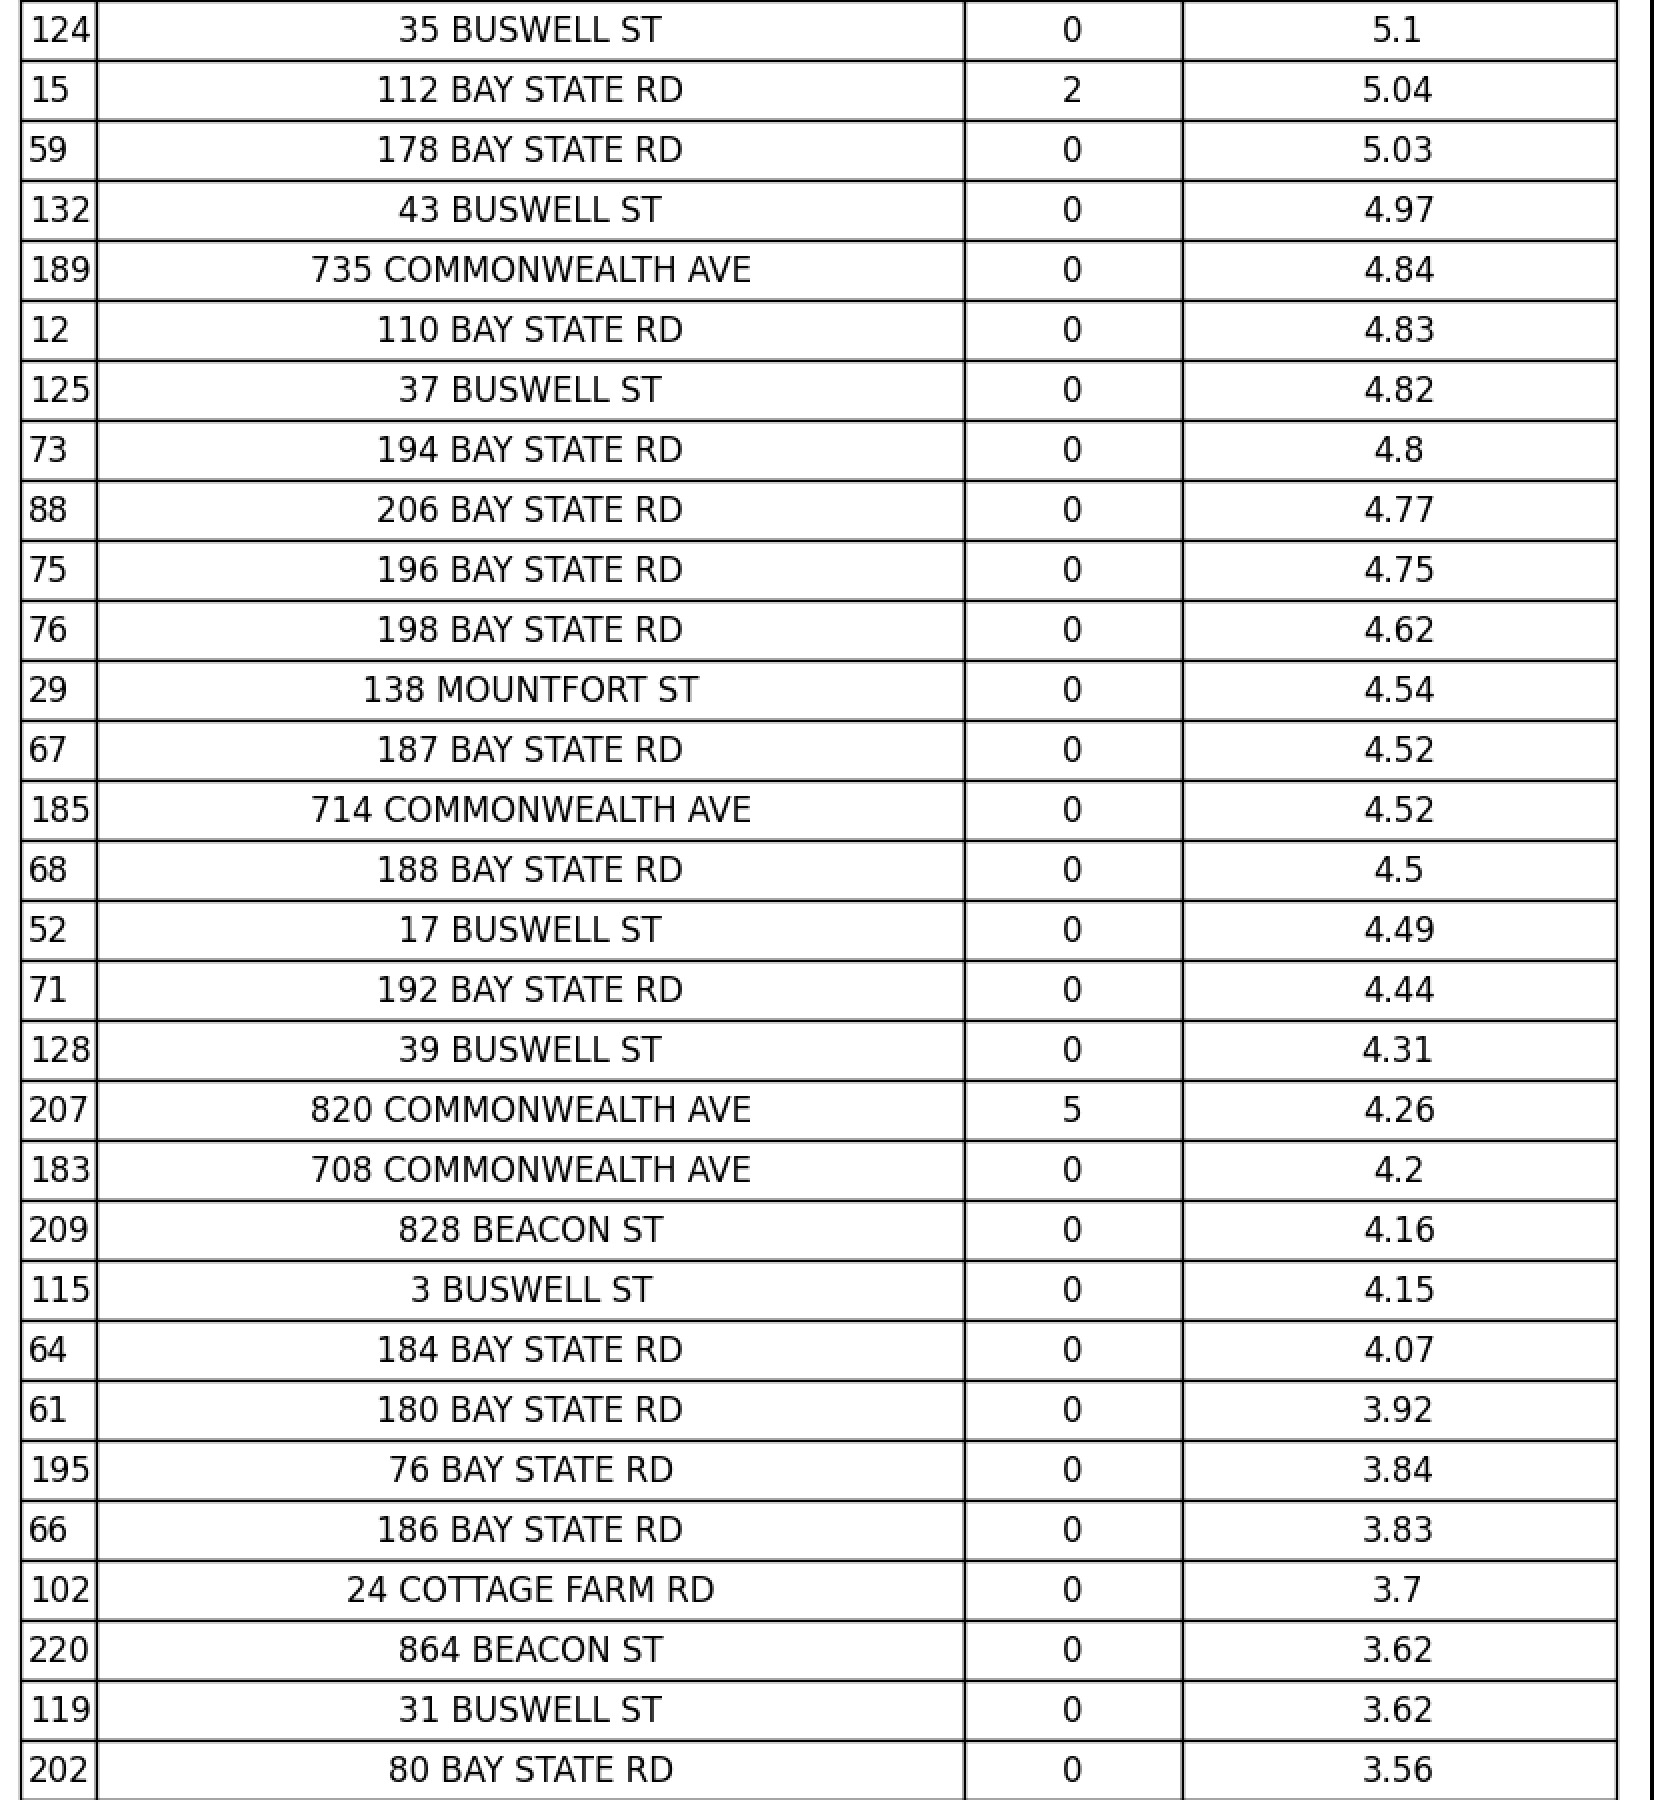 124 35 BUSWELL ST 0 5.1
15 112 BAY STATE RD 2 5.04
59 178 BAY STATE RD 0 5.03
132 43 BUSWELL ST 0 4.97
189 735 COMMONWEALTH AVE 0 4.84
12 110 BAY STATE RD 0 4.83
125 37 BUSWELL ST 0 4.82
73 194 BAY STATE RD 0 4.8
88 206 BAY STATE RD 0 4.77
75 196 BAY STATE RD 0 4.75
76 198 BAY STATE RD 0 4.62
29 138 MOUNTFORT ST 0 4.54
67 187 BAY STATE RD 0 4.52
185 714 COMMONWEALTH AVE 0 4.52
68 188 BAY STATE RD 0 4.5
52 17 BUSWELL ST 0 4.49
71 192 BAY STATE RD 0 4.44
128 39 BUSWELL ST 0 4.31
207 820 COMMONWEALTH AVE 5 4.26
183 708 COMMONWEALTH AVE 0 4.2
209 828 BEACON ST 0 4.16
115 3 BUSWELL ST 0 4.15
64 184 BAY STATE RD 0 4.07
61 180 BAY STATE RD 0 3.92
195 76 BAY STATE RD 0 3.84
66 186 BAY STATE RD 0 3.83
102 24 COTTAGE FARM RD 0 3.7
220 864 BEACON ST 0 3.62
119 31 BUSWELL ST 0 3.62
202 80 BAY STATE RD 0 3.56